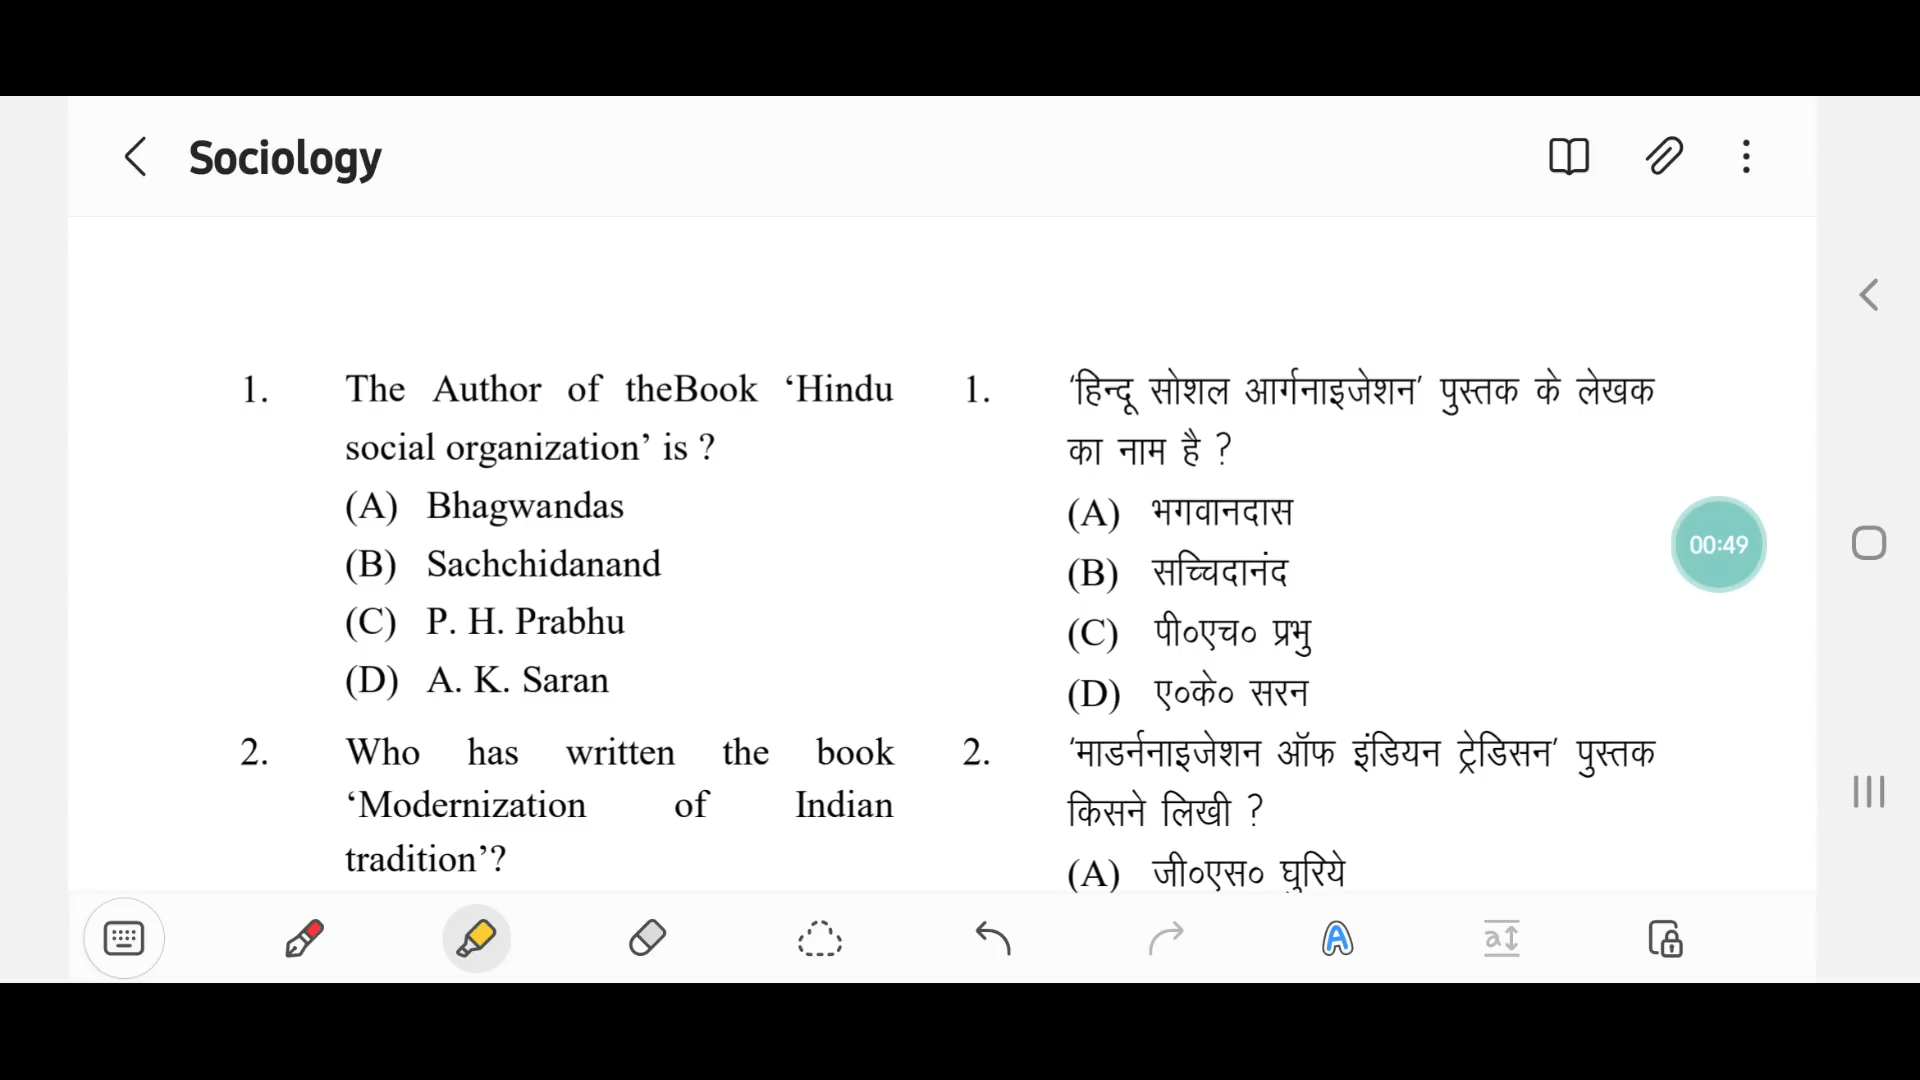 Sociology
1. The Author of theBook ‘Hindu
social organization’ is ?
(A) Bhagwandas
(B) Sachchidanand
(C) P. H. Prabhu
(D) A. K. Saran
2. Who has written the book
‘Modernization of Indian
tradition’?
1. ‘हिन्दू सोशल आर्गनाइजेशन’ पुस्तक के लेखक
का नाम है ?
(A) भगवानदास
(B) सच्चिदानंद
(C) पी०एच० प्रभु
(D) ए०के० सरन
2. ‘माडर्ननाइजेशन ऑफ इंडियन ट्रेडिसन’ पुस्तक
किसने लिखी ?
(A) जी०एस० घुरिये
00:49